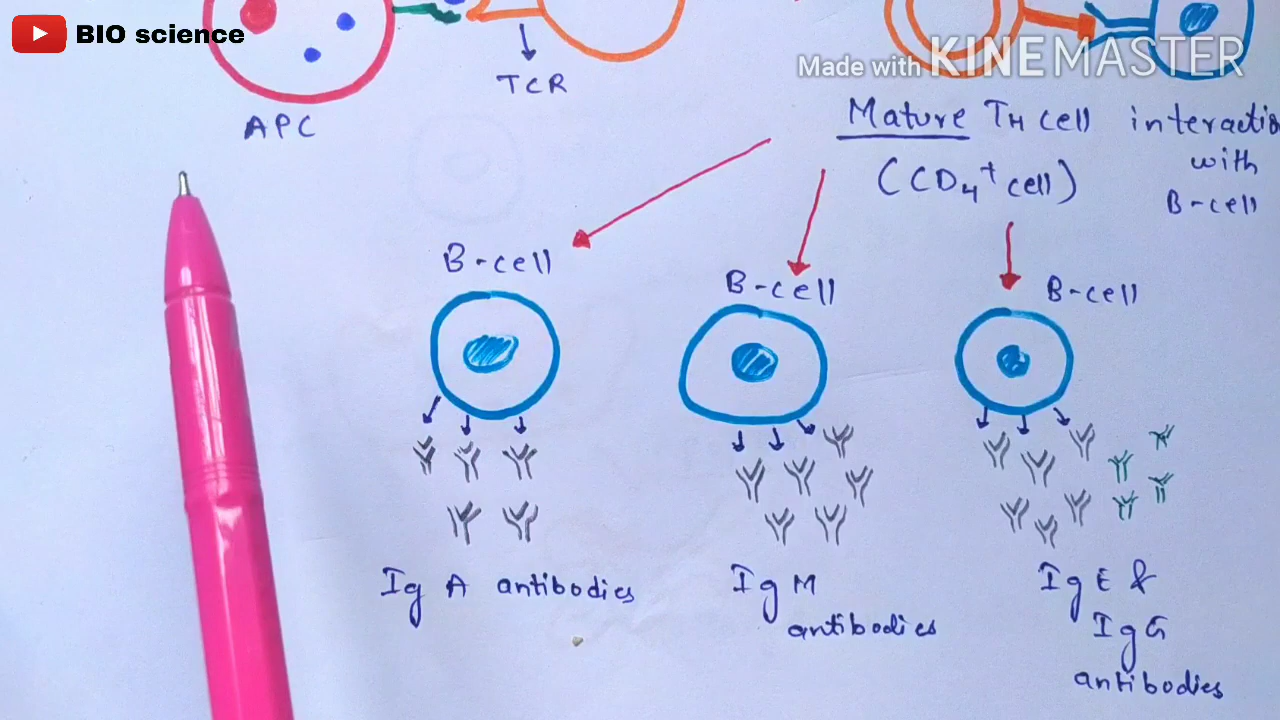 BIO science
Made with KINEMASTER
TCR
APC
Mature TH cell interactio
with
B-cell
(CD4+ cell)
B-cell
B-cell
B-cell
Ig A antibodies
Ig M
antibodies
Ig E &
Ig G
antibodies